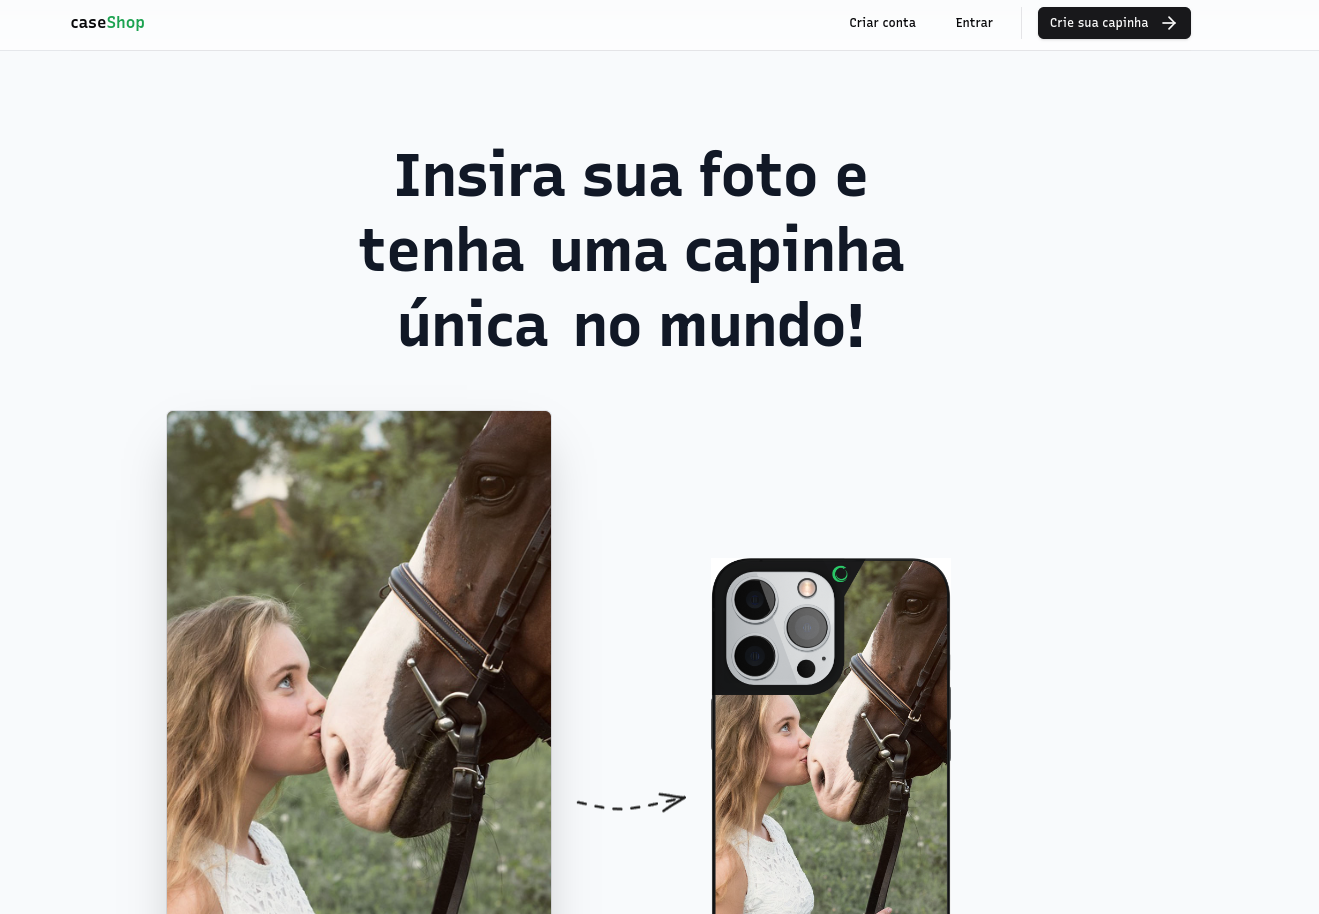 caseShop
Criar conta
Entrar
Crie sua capinha
Insira sua foto e
tenha uma capinha
única no mundo!